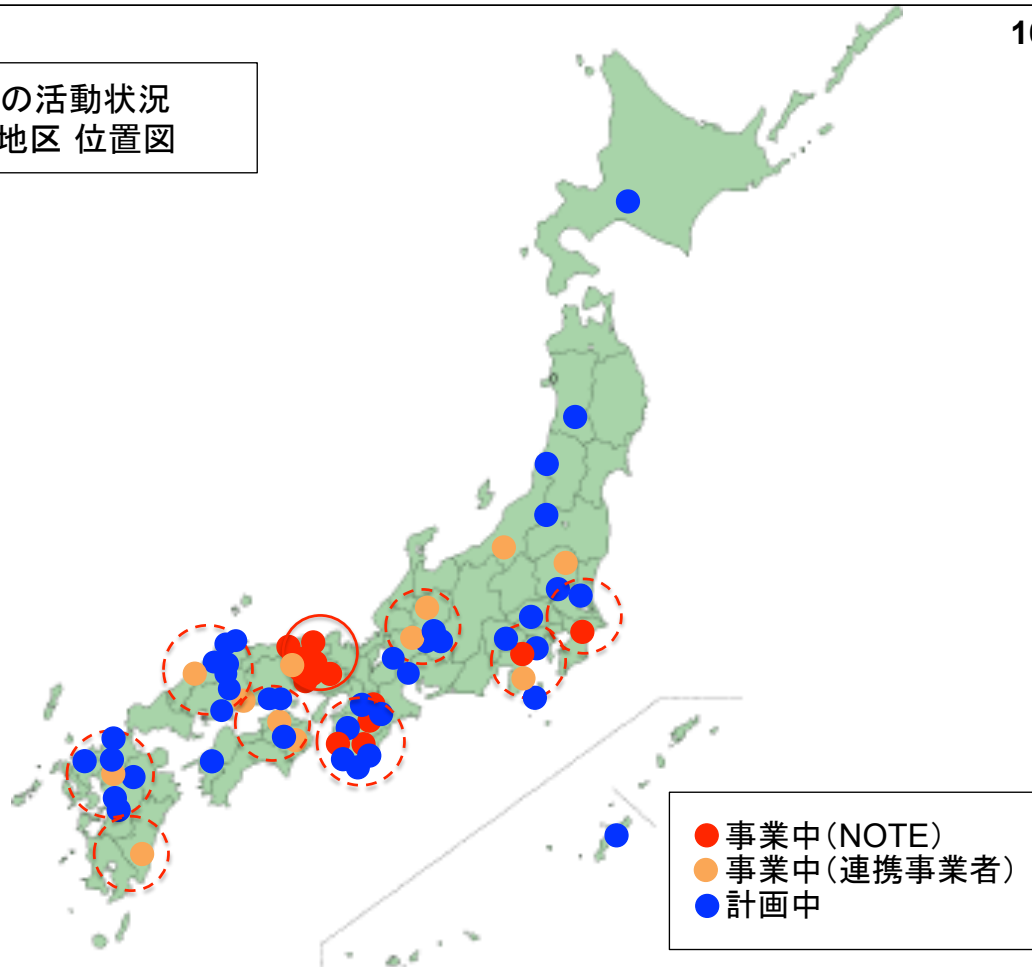 の活動状況
地区 位置図
事業中（NOTE）
事業中（連携事業者）
計画中